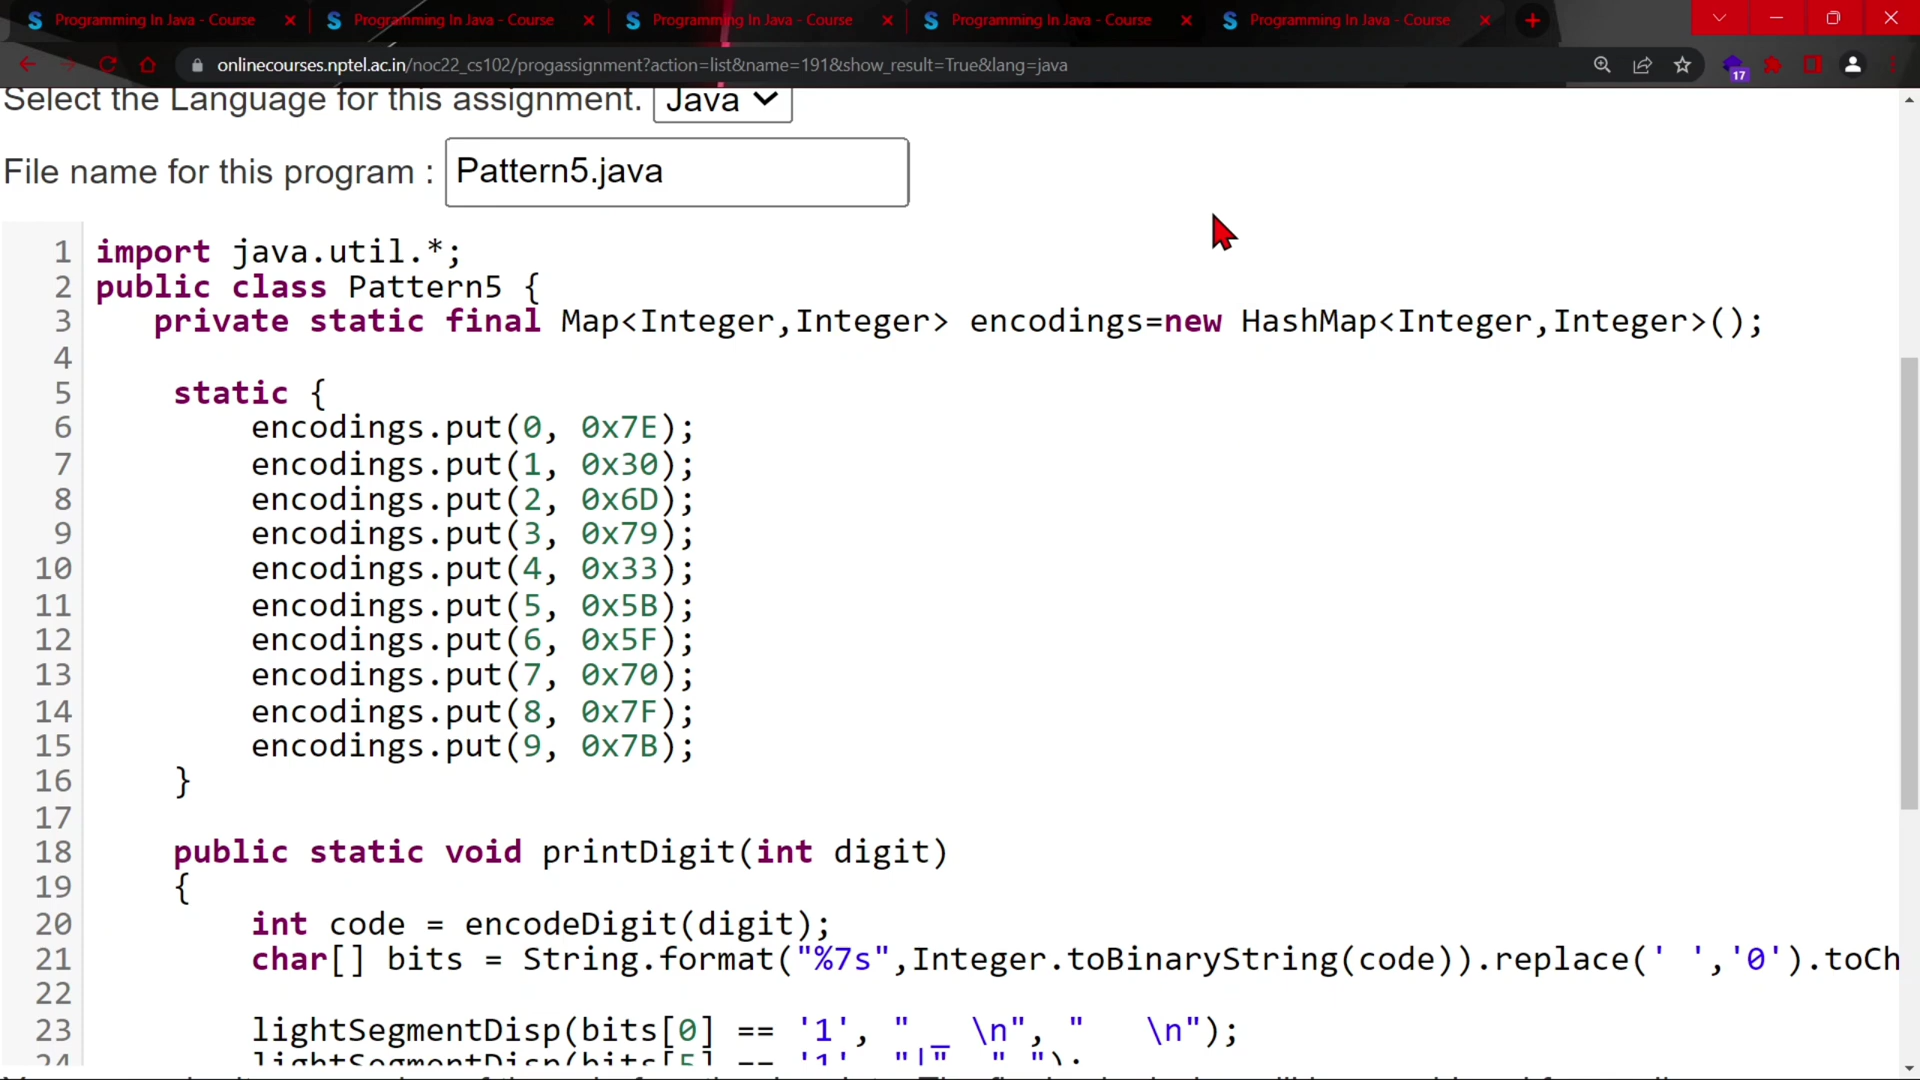 Programming In Java - Course
Programming In Java - Course
Programming In Java - Course
Programming In Java - Course
Programming In Java - Course
onlinecourses.nptel.ac.in/noc22_cs102/progassignment?action=list&name=191&show_result=True&lang=java
17
Select the Language for this assignment. Java
File name for this program : Pattern5.java
1 import java.util.*;
2 public class Pattern5 {
3 private static final Map<Integer,Integer> encodings=new HashMap<Integer,Integer>();
4
5 static {
6 encodings.put(0, 0x7E);
7 encodings.put(1, 0x30);
8 encodings.put(2, 0x6D);
9 encodings.put(3, 0x79);
10 encodings.put(4, 0x33);
11 encodings.put(5, 0x5B);
12 encodings.put(6, 0x5F);
13 encodings.put(7, 0x70);
14 encodings.put(8, 0x7F);
15 encodings.put(9, 0x7B);
16 }
17
18 public static void printDigit(int digit)
19 {
20 int code = encodeDigit(digit);
21 char[] bits = String.format("%7s",Integer.toBinaryString(code)).replace(' ','0').toCh
22
23 lightSegmentDisp(bits[0] == '1', " _ \n", "   \n");
24 lightSegmentDisp(bits[5] == '1', "|", " ");